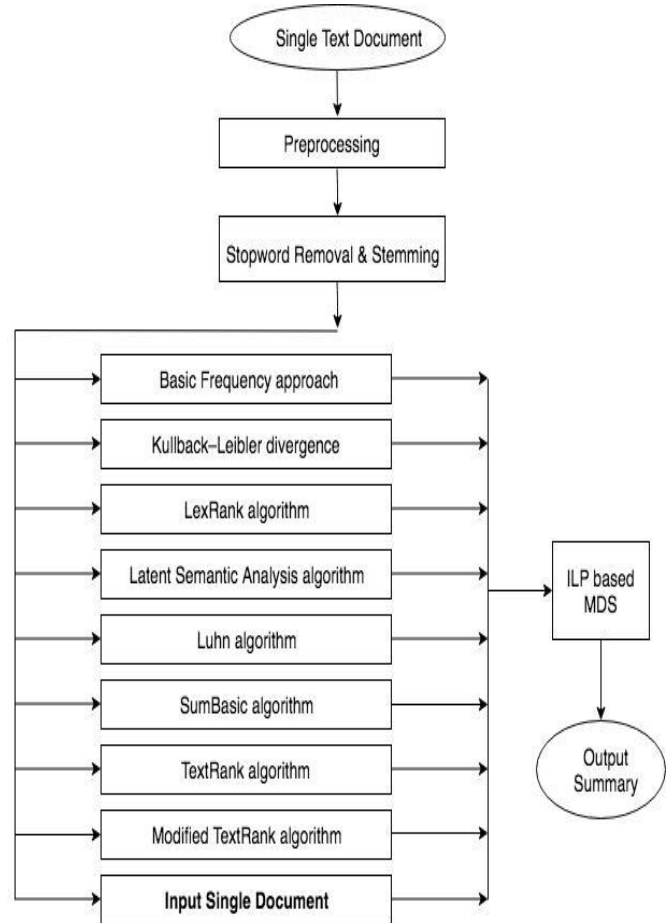 Single Text Document
Preprocessing
Stopword Removal & Stemming
Basic Frequency approach
Kullback–Leibler divergence
LexRank algorithm
Latent Semantic Analysis algorithm
Luhn algorithm
SumBasic algorithm
TextRank algorithm
Modified TextRank algorithm
Input Single Document
ILP based
MDS
Output
Summary